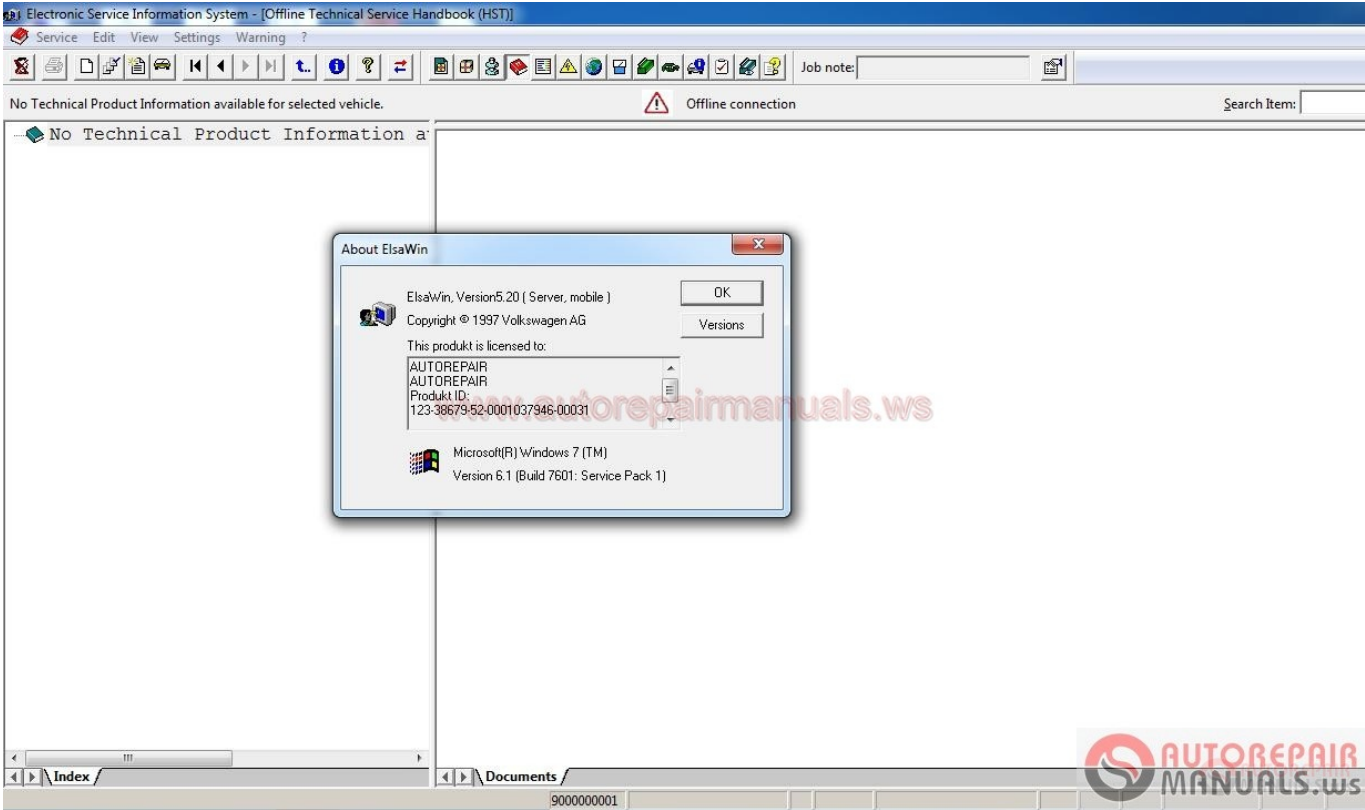 Electronic Service Information System - [Offline Technical Service Handbook (HST)]
Service Edit View Settings Warning ?
Job note:
No Technical Product Information available for selected vehicle.
Offline connection
Search Item:
No Technical Product Information a
About ElsaWin
ElsaWin, Version5.20 ( Server, mobile )
Copyright © 1997 Volkswagen AG
This produkt is licensed to:
AUTOREPAIR
AUTOREPAIR
Produkt ID:
123-38679-52-0001037946-00031
OK
Versions
Microsoft(R) Windows 7 (TM)
Version 6.1 (Build 7601: Service Pack 1)
www.autorepairmanuals.ws
Index
Documents
9000000001
AUTOREPAIR
MANUALS.ws